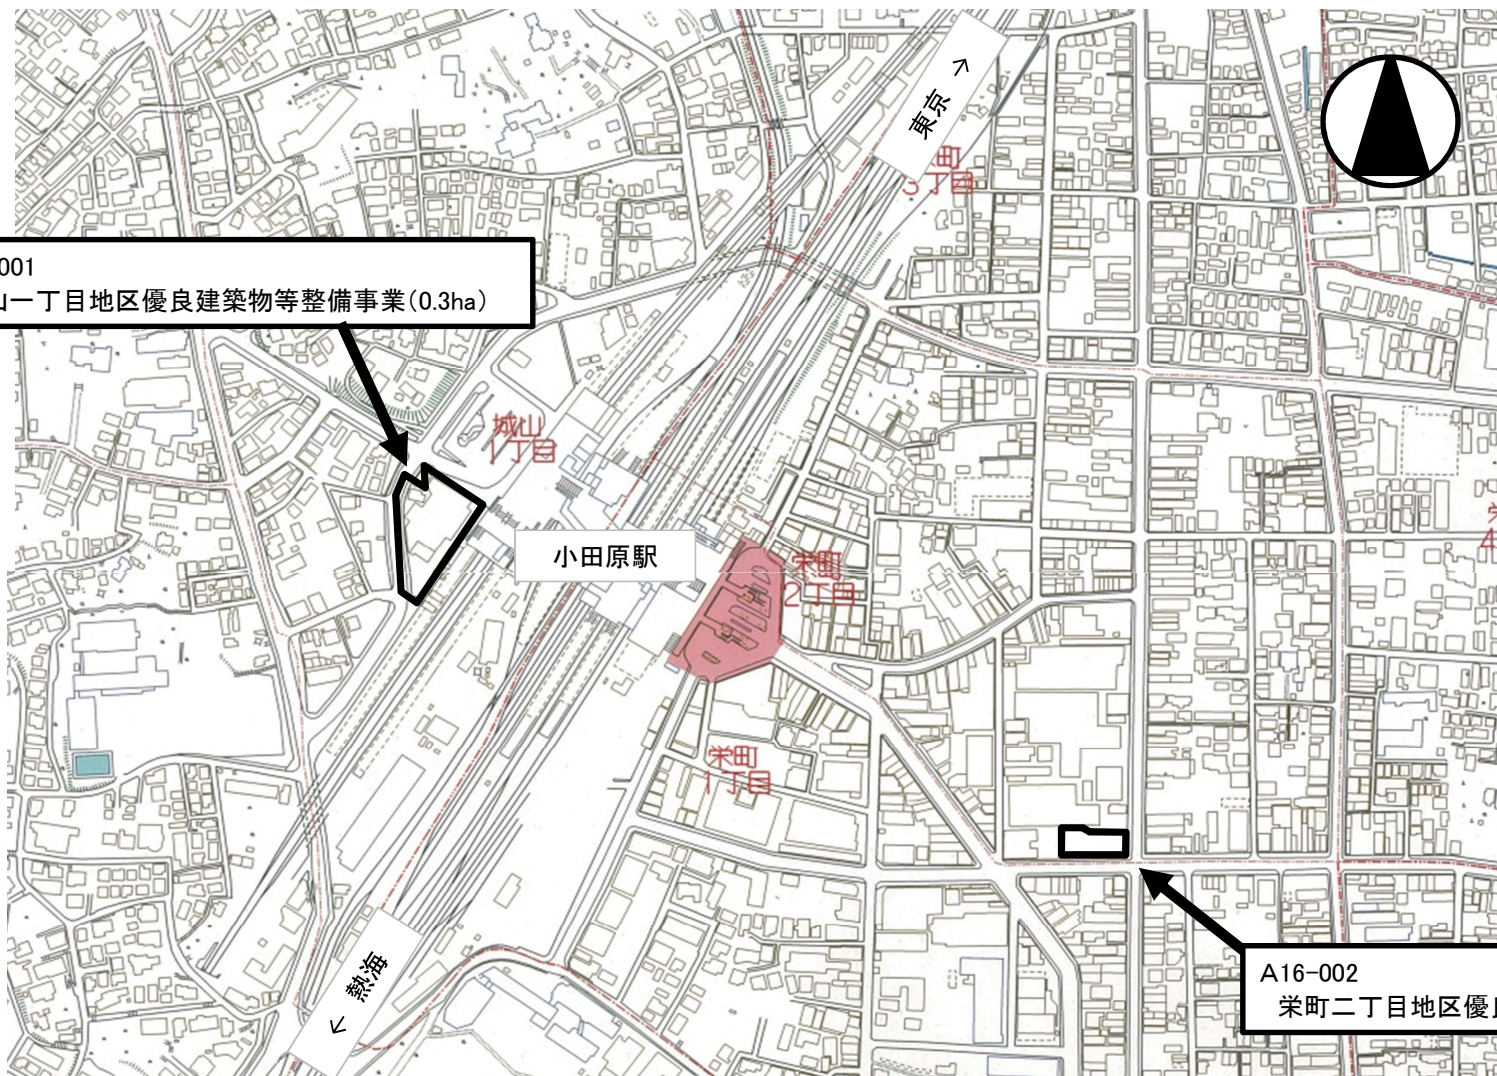 東京 →
町
3丁目
001
山一丁目地区優良建築物等整備事業(0.3ha)
城山
1丁目
小田原駅
栄町
2丁目
栄町
1丁目
4
← 熱海
A16-002
栄町二丁目地区優良